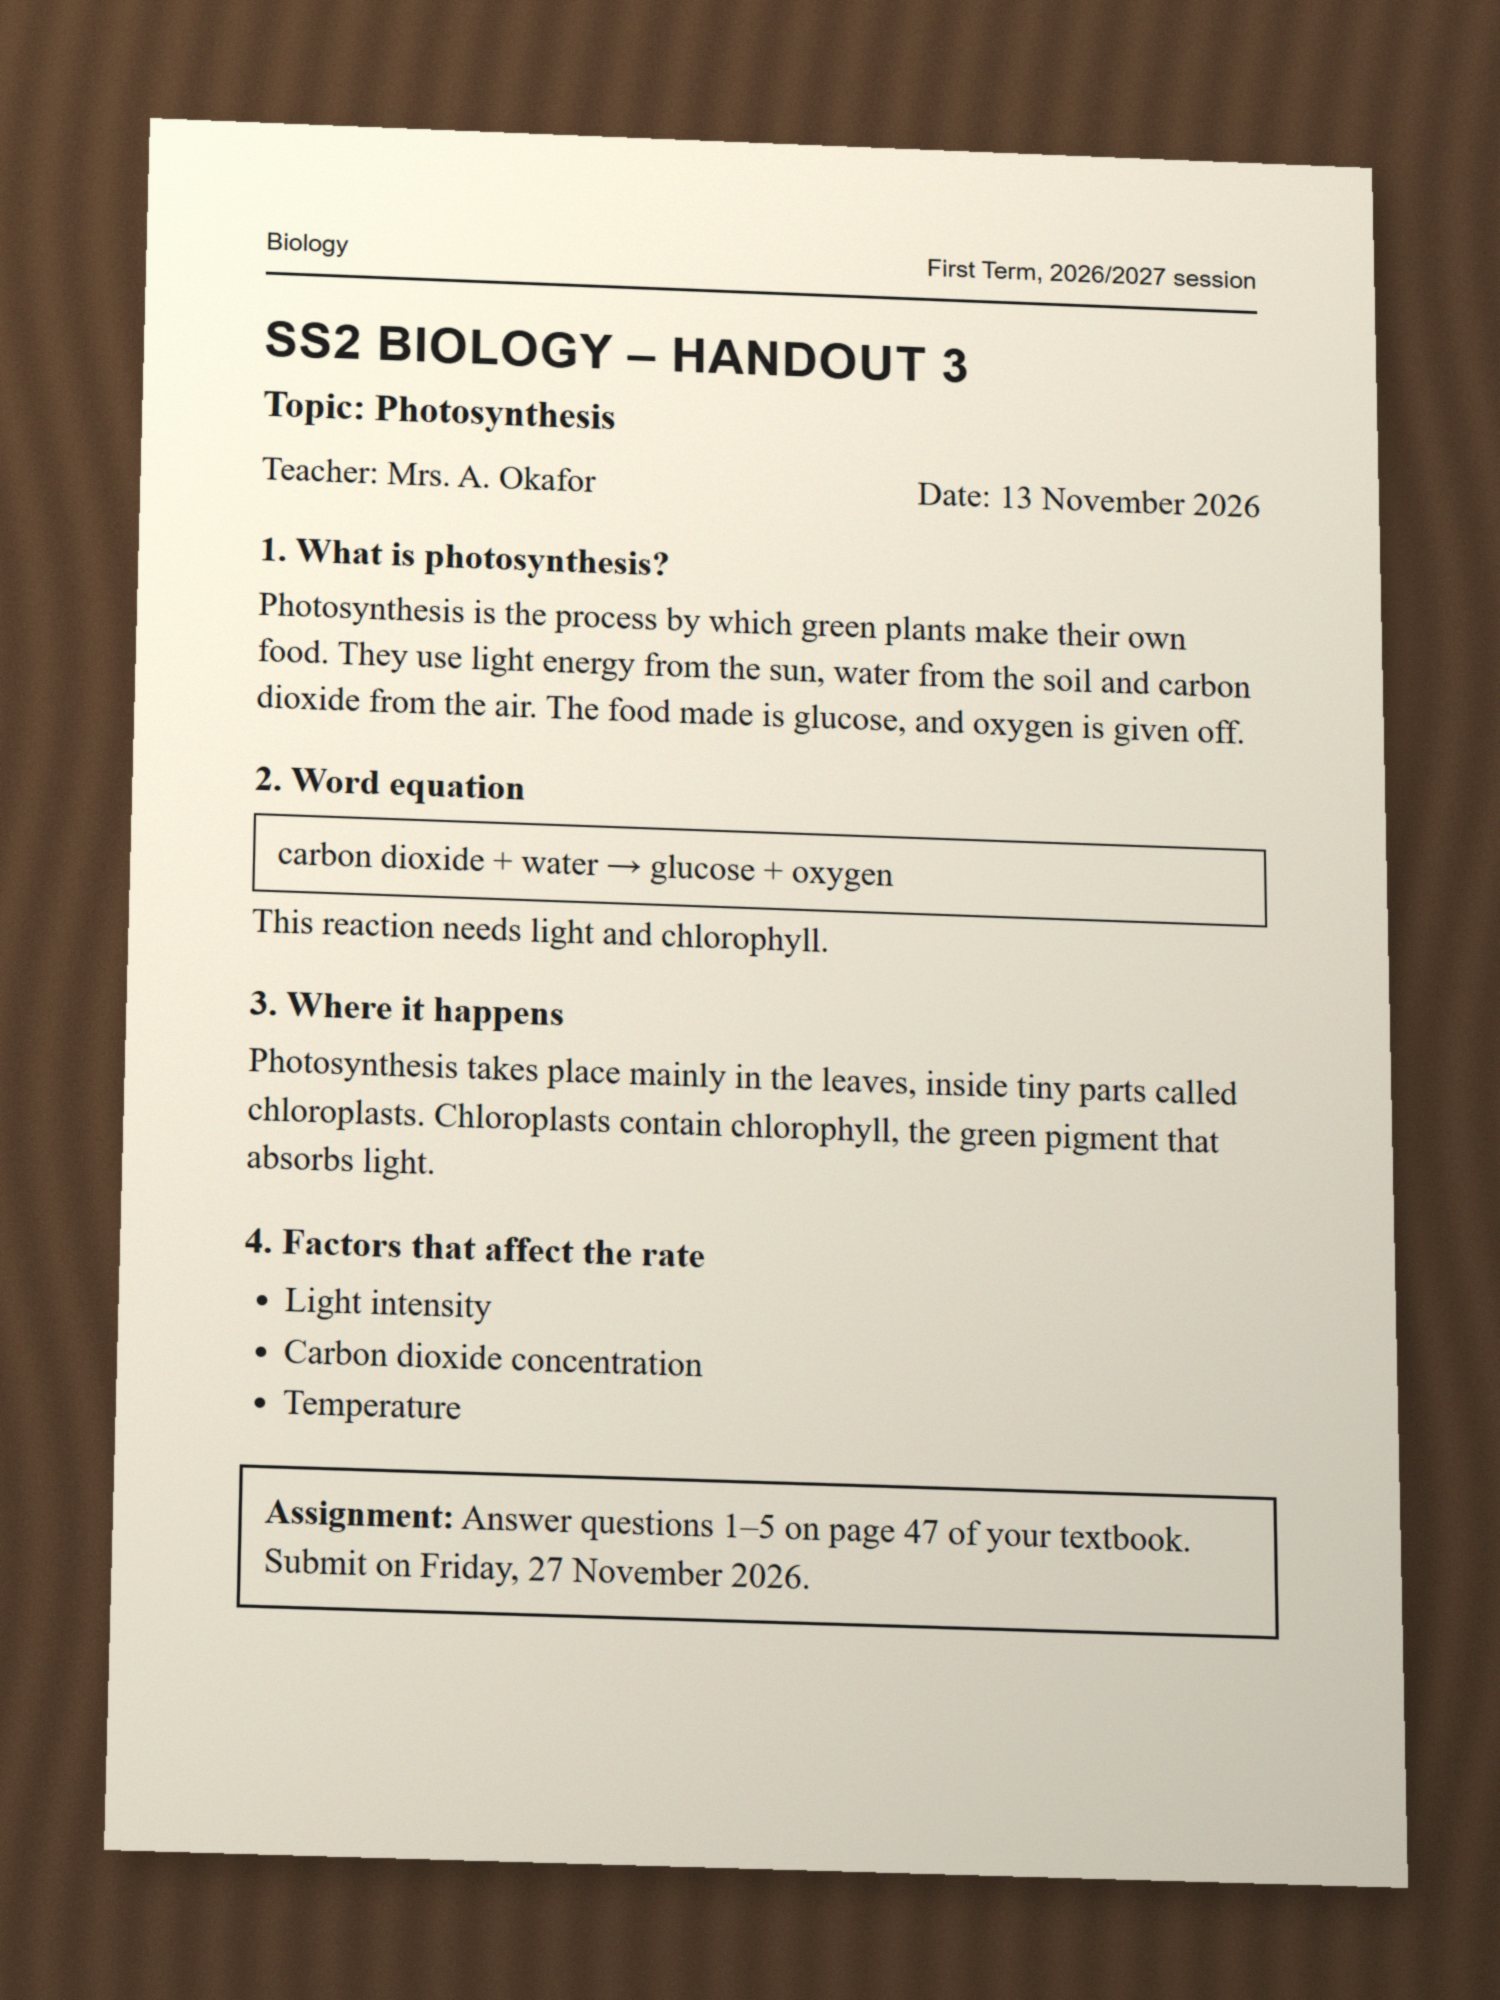 Biology
First Term, 2026/2027 session
SS2 BIOLOGY – HANDOUT 3
Topic: Photosynthesis
Teacher: Mrs. A. Okafor
Date: 13 November 2026
1. What is photosynthesis?
Photosynthesis is the process by which green plants make their own
food. They use light energy from the sun, water from the soil and carbon
dioxide from the air. The food made is glucose, and oxygen is given off.
2. Word equation
carbon dioxide + water → glucose + oxygen
This reaction needs light and chlorophyll.
3. Where it happens
Photosynthesis takes place mainly in the leaves, inside tiny parts called
chloroplasts. Chloroplasts contain chlorophyll, the green pigment that
absorbs light.
4. Factors that affect the rate
• Light intensity
• Carbon dioxide concentration
• Temperature
Assignment: Answer questions 1–5 on page 47 of your textbook.
Submit on Friday, 27 November 2026.